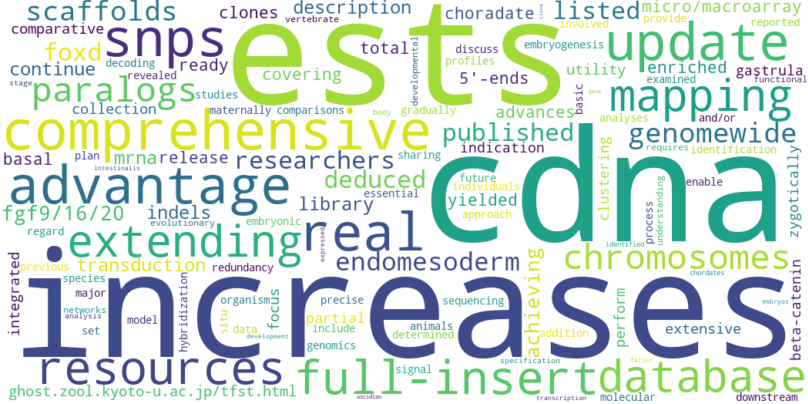 scaffolds
clones
description
choradate
listed
micro/macroarray
comparative
snps
vertebrate
ests
discuss
embryogenesis
involved
provide
reported
foxd
decoding
ready
total
developmental
profiles
update
continue
revealed
covering
5'-ends
utility
enriched
gastrula
paralogs
studies
basic
examined
functional
stage
collection
maternally
comparisons
gradually
body
advances
analyses
gene
mapping
comprehensive
published
and/or
genomewide
basal
plan
mrna
release
researchers
sharing
indication
clustering
requires
identification
zygotically
intestinalis
advantage
deduced
essential
future
individuals
approach
yielded
cdna
process
understanding
enable
library
fgf9/16/20
indels
embryonic
evolutionary
regard
extending
real
expressed
endomesoderm
chromosomes
previous
transduction
redundancy
identified
chordates
integrated
increases
species
major
networks
analysis
set
model
hybridization
organism
situ
data
development
focus
precise
include
genomics
partial
sequencing
animals
determined
signal
achieving
addition
specification
perform
extensive
molecular
embryos
beta-catenin
resources
full-insert
database
factor
ghost.zool.kyoto-u.ac.jp/tfst.html
ascidian
transcription
downstream